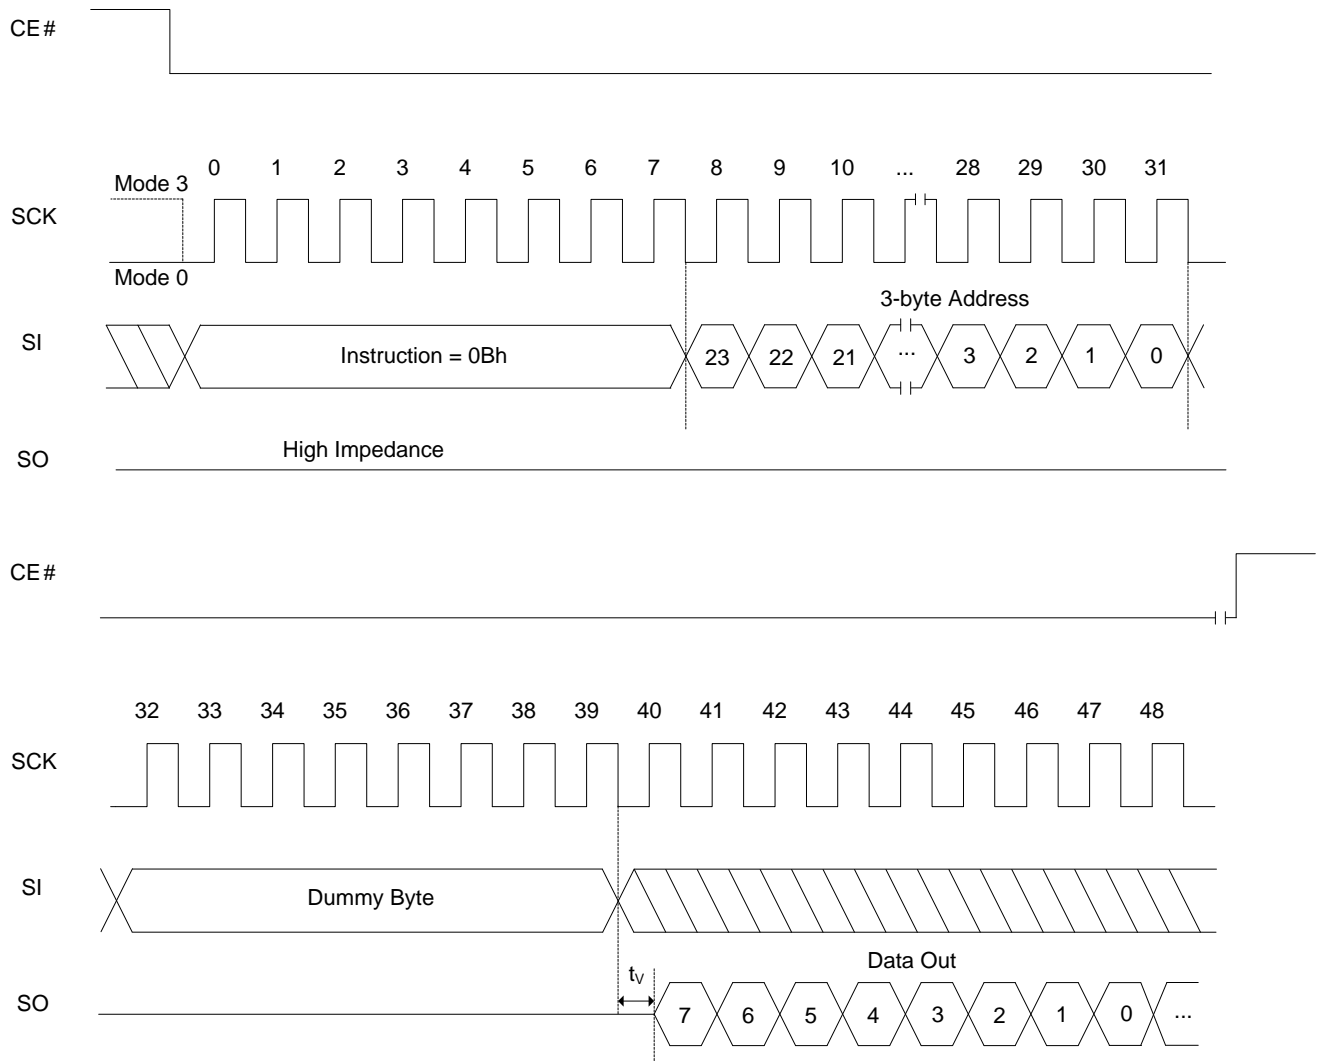 CE#
0 1 2 3 4 5 6 7 8 9 10 ... 28 29 30 31
Mode 3
SCK
Mode 0
3-byte Address
SI
Instruction = 0Bh
23 22 21 ... 3 2 1 0
High Impedance
SO
CE#
32 33 34 35 36 37 38 39 40 41 42 43 44 45 46 47 48
SCK
SI
Dummy Byte
Data Out
tV
SO
7 6 5 4 3 2 1 0 ...